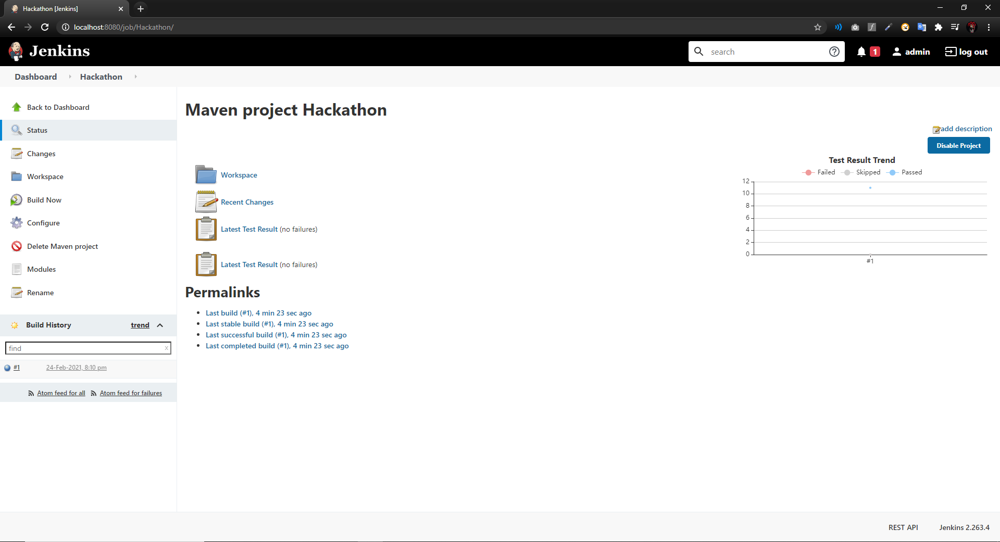 Hackathon [Jenkins]
localhost:8080/job/Hackathon/
Jenkins
search
1
admin
log out
Dashboard
Hackathon
Back to Dashboard
Status
Changes
Workspace
Build Now
Configure
Delete Maven project
Modules
Rename
Build History
trend
find
x
#1
24-Feb-2021, 8:10 pm
Atom feed for all
Atom feed for failures
Maven project Hackathon
add description
Disable Project
Workspace
Recent Changes
Latest Test Result (no failures)
Latest Test Result (no failures)
Test Result Trend
Failed Skipped Passed
12
10
8
6
4
2
0
#1
Permalinks
Last build (#1), 4 min 23 sec ago
Last stable build (#1), 4 min 23 sec ago
Last successful build (#1), 4 min 23 sec ago
Last completed build (#1), 4 min 23 sec ago
REST API
Jenkins 2.263.4